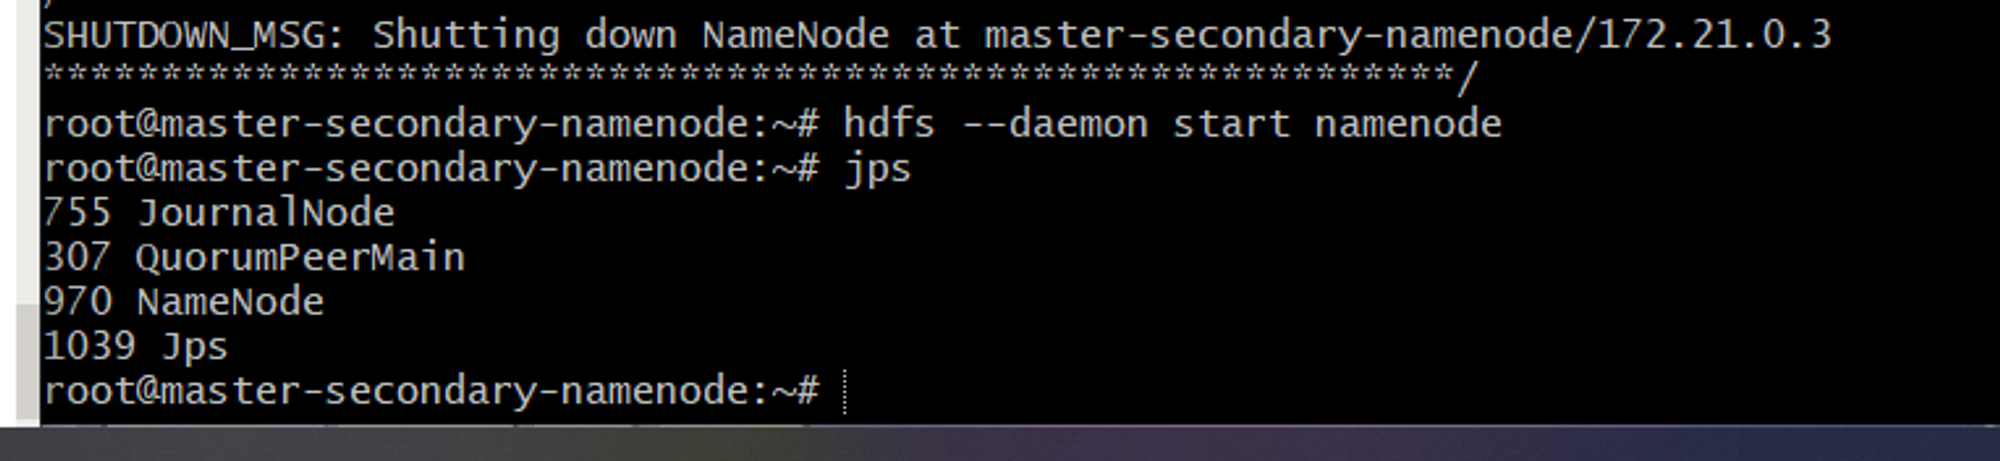 SHUTDOWN_MSG: Shutting down NameNode at master-secondary-namenode/172.21.0.3
************************************************************/
root@master-secondary-namenode:~# hdfs --daemon start namenode
root@master-secondary-namenode:~# jps
755 JournalNode
307 QuorumPeerMain
970 NameNode
1039 Jps
root@master-secondary-namenode:~#